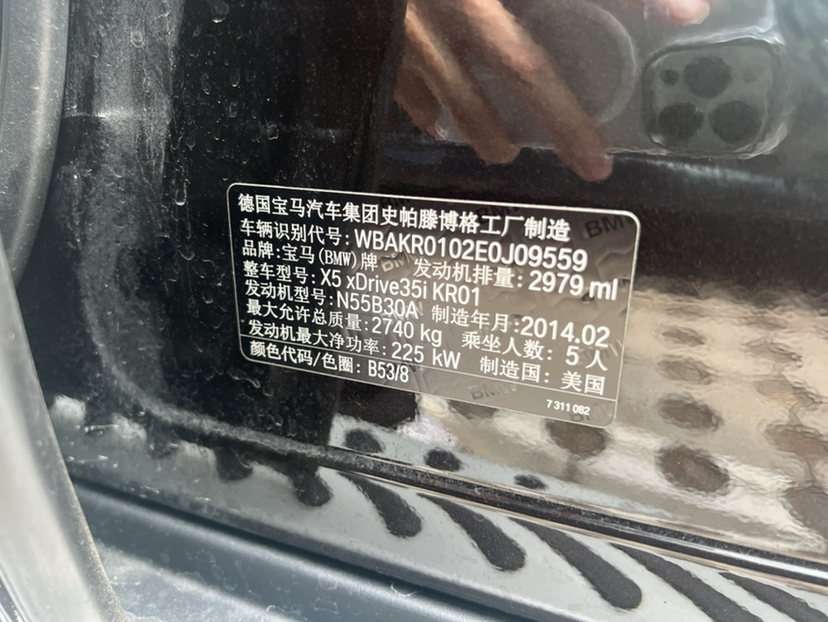 德国宝马汽车集团史帕滕博格工厂制造
车辆识别代号：WBAKR0102E0J09559
品牌：宝马(BMW)牌 发动机排量：2979 ml
整车型号：X5 xDrive35i KR01
发动机型号：N55B30A 制造年月：2014.02
最大允许总质量：2740 kg 乘坐人数：5 人
发动机最大净功率：225 kW 制造国：美国
颜色代码/色圈：B53/8
7 311 082